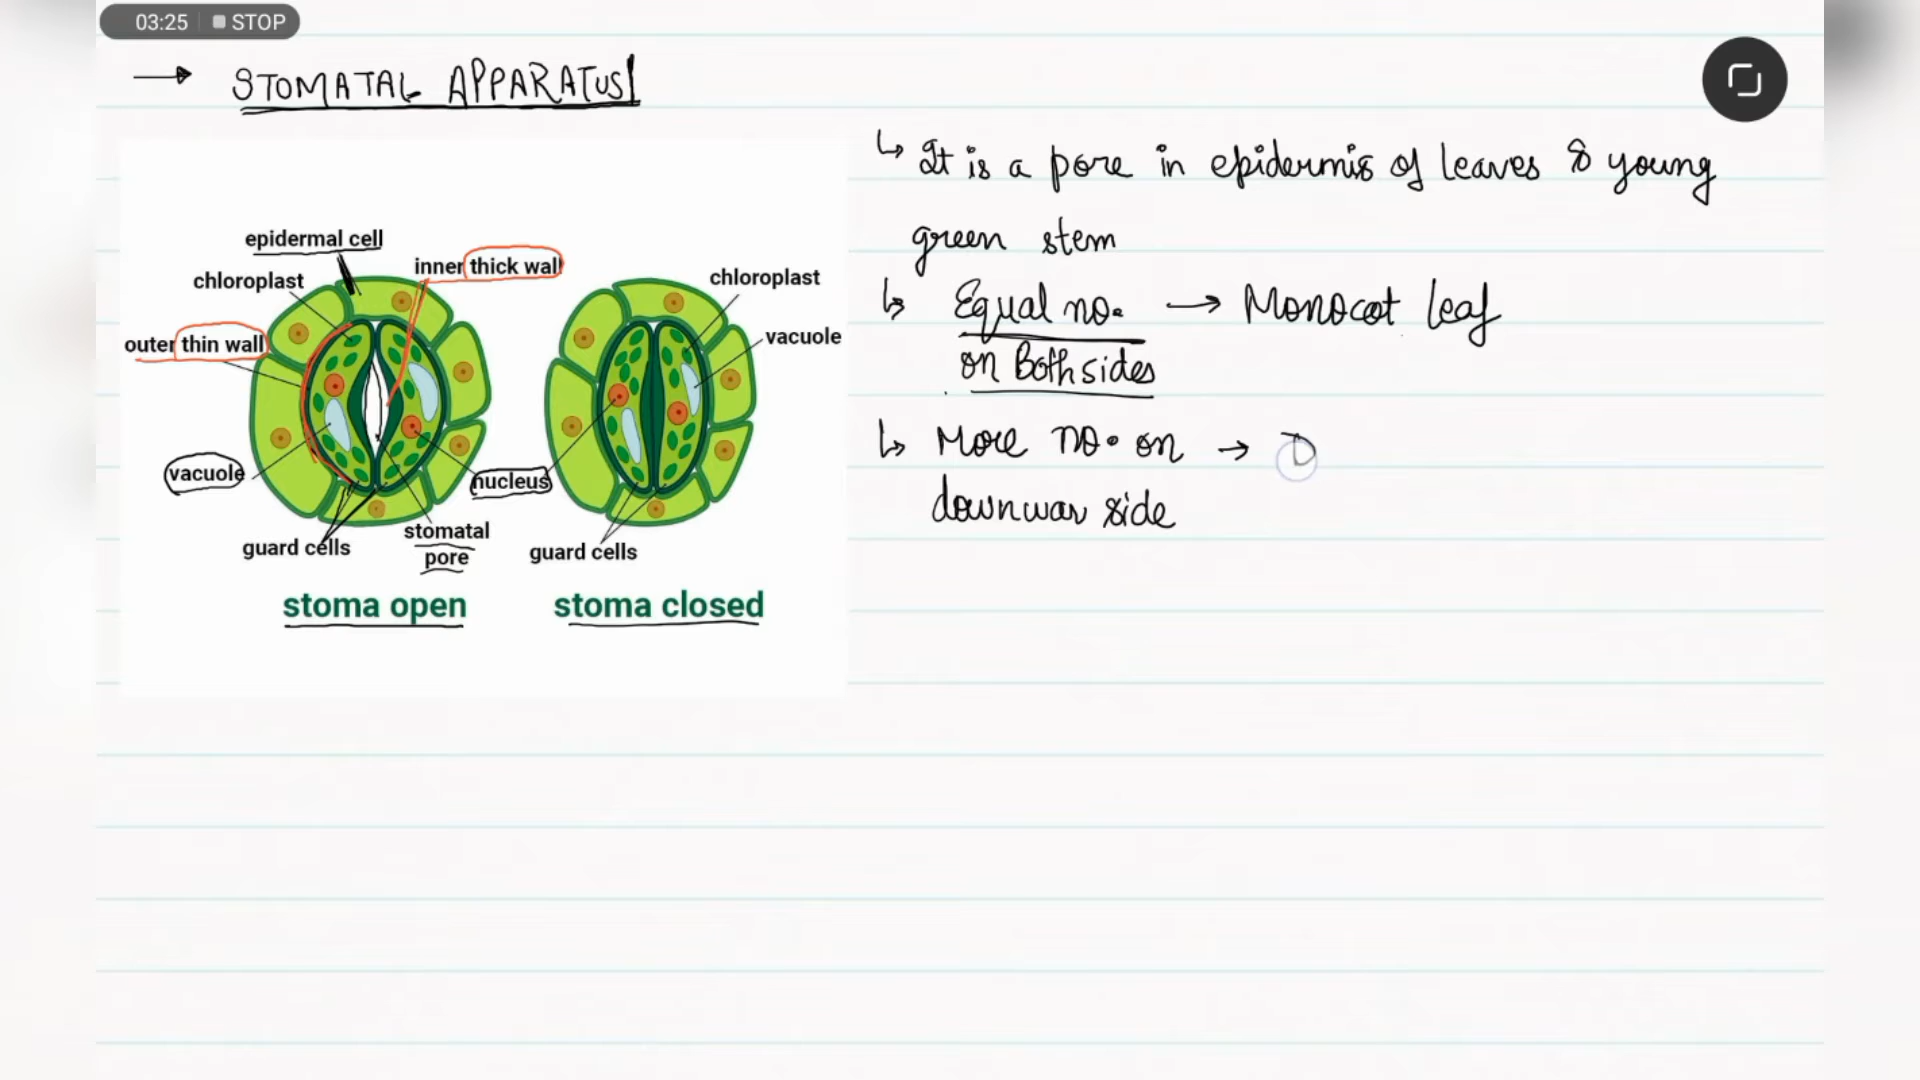 03:25 STOP
→ STOMATAL APPARATUS
↳ It is a pore in epidermis of leaves & young
green stem
↳ Equal no. → Monocot leaf
on Both sides
↳ More no. on → D
downwar side
epidermal cell
inner thick wall
chloroplast
outer thin wall
vacuole
nucleus
guard cells
stomatal
pore
stoma open
chloroplast
vacuole
guard cells
stoma closed